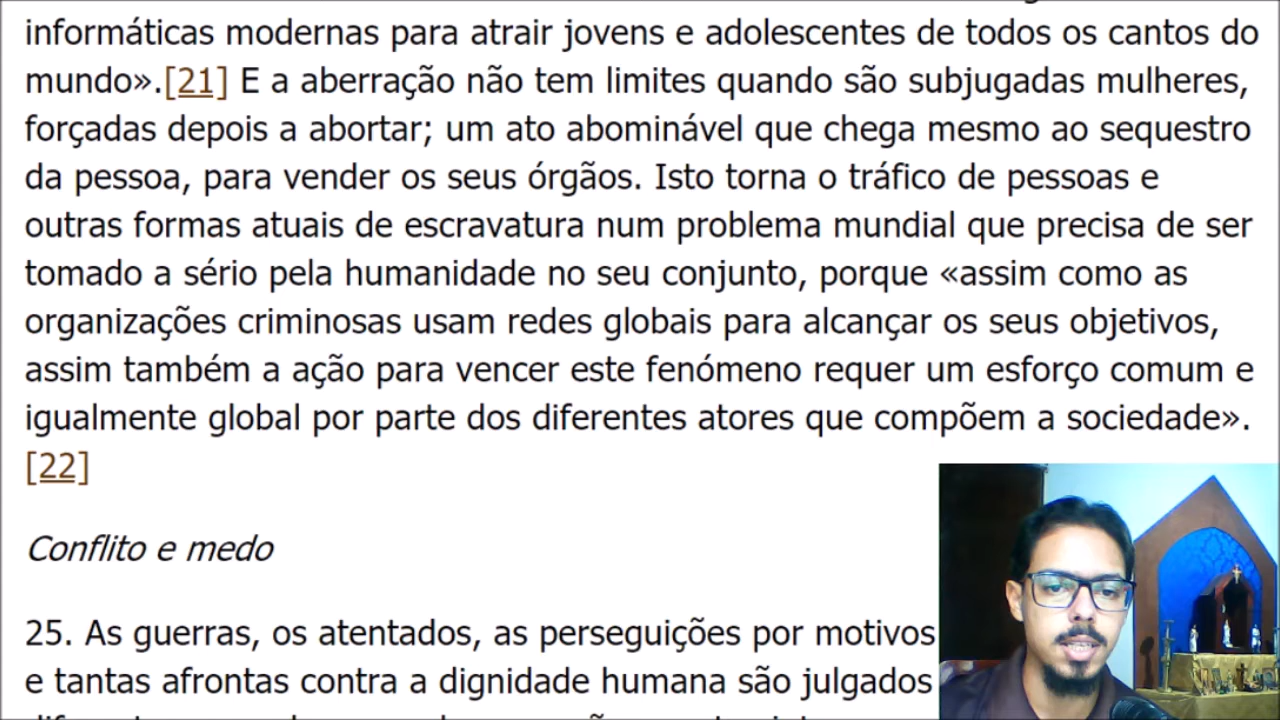 informáticas modernas para atrair jovens e adolescentes de todos os cantos do
mundo».[21] E a aberração não tem limites quando são subjugadas mulheres,
forçadas depois a abortar; um ato abominável que chega mesmo ao sequestro
da pessoa, para vender os seus órgãos. Isto torna o tráfico de pessoas e
outras formas atuais de escravatura num problema mundial que precisa de ser
tomado a sério pela humanidade no seu conjunto, porque «assim como as
organizações criminosas usam redes globais para alcançar os seus objetivos,
assim também a ação para vencer este fenómeno requer um esforço comum e
igualmente global por parte dos diferentes atores que compõem a sociedade».
[22]
Conflito e medo
25. As guerras, os atentados, as perseguições por motivos
e tantas afrontas contra a dignidade humana são julgados